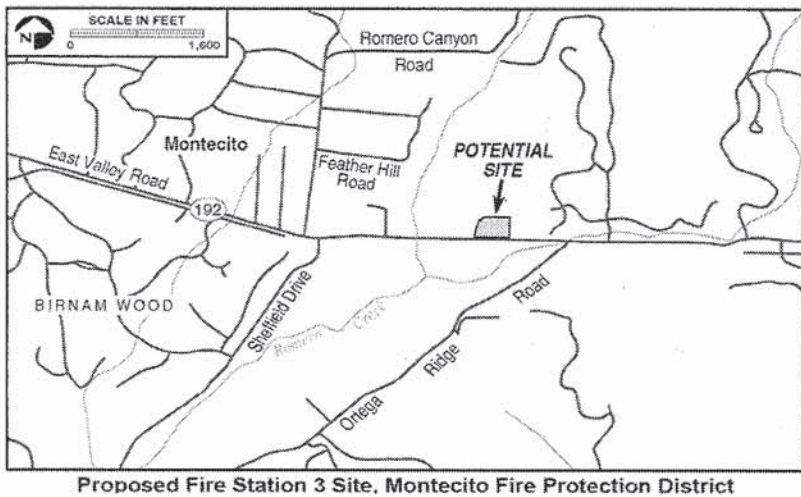 SCALE IN FEET
0 1,600
N
Romero Canyon
Road
Montecito
East Valley Road
192
Feather Hill
Road
POTENTIAL
SITE
BIRNAM WOOD
Sheffield Drive
Romero Creek
Ortega Ridge Road
Proposed Fire Station 3 Site, Montecito Fire Protection District